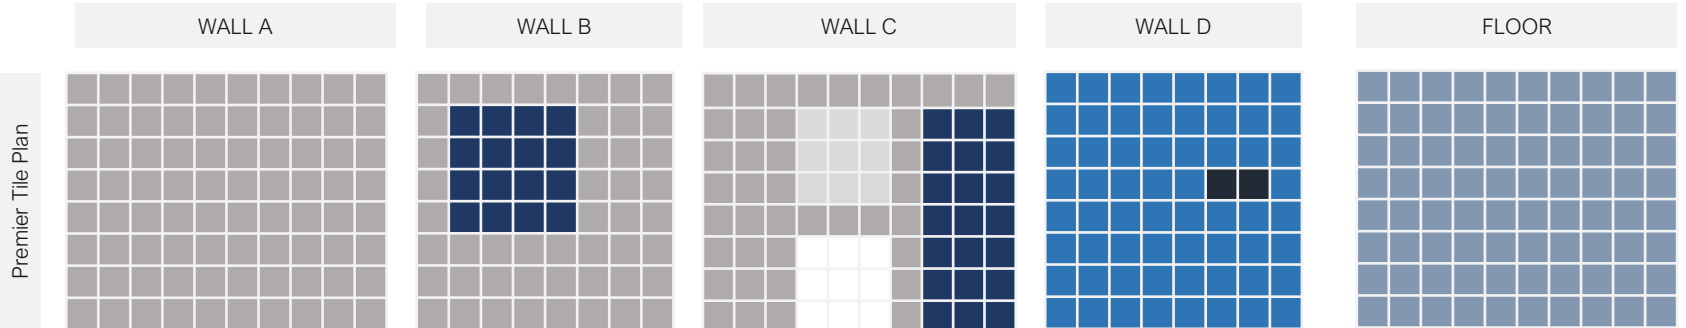 WALL A
WALL B
WALL C
WALL D
FLOOR
Premier Tile Plan